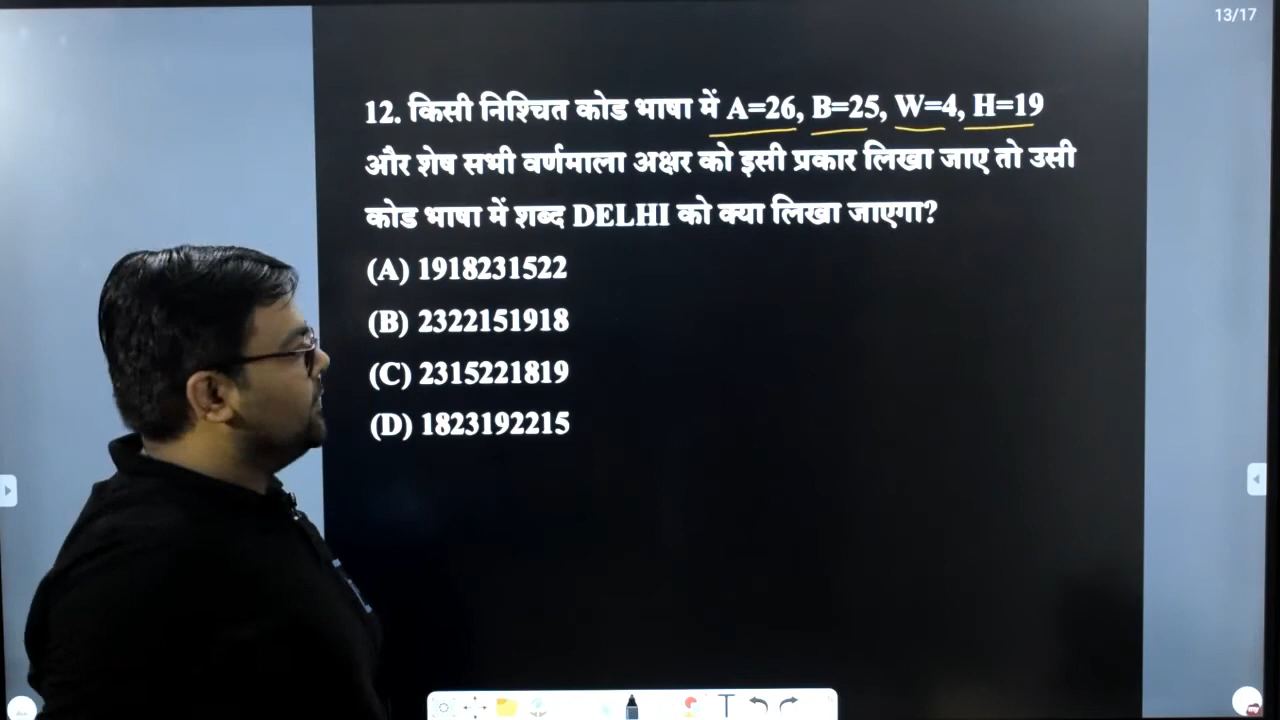 13/17
12. किसी निश्चित कोड भाषा में A=26, B=25, W=4, H=19
और शेष सभी वर्णमाला अक्षर को इसी प्रकार लिखा जाए तो उसी
कोड भाषा में शब्द DELHI को क्या लिखा जाएगा?
(A) 1918231522
(B) 2322151918
(C) 2315221819
(D) 1823192215
T